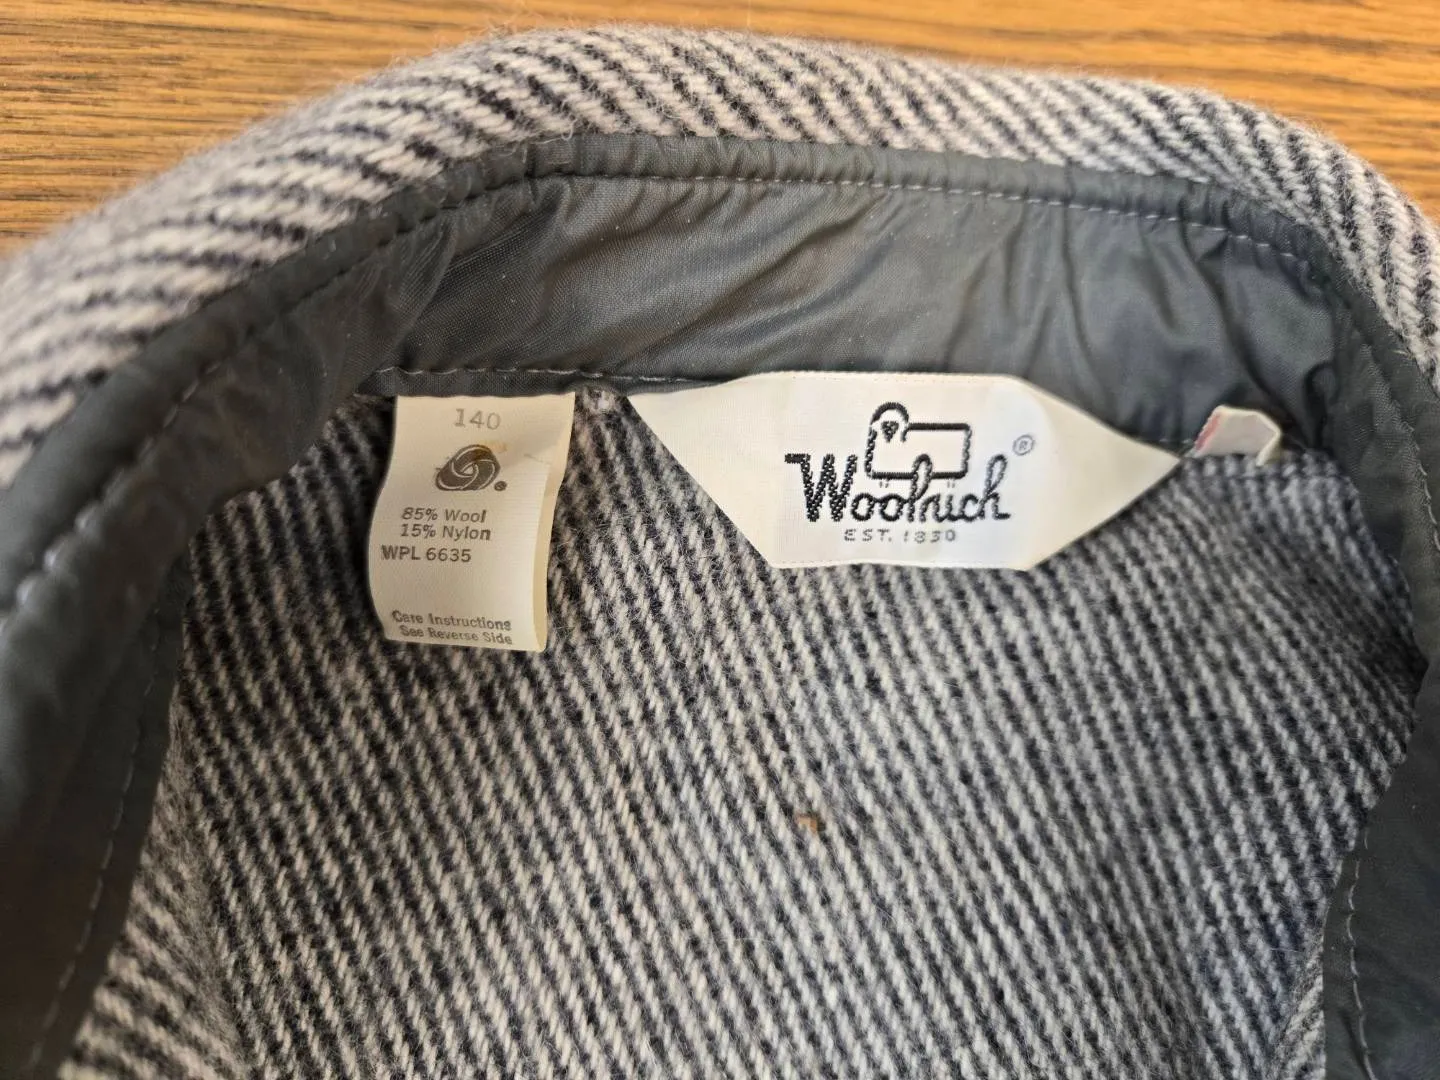 140
85% Wool
15% Nylon
WPL 6635
Care Instructions
See Reverse Side
Woolrich ®
EST. 1830